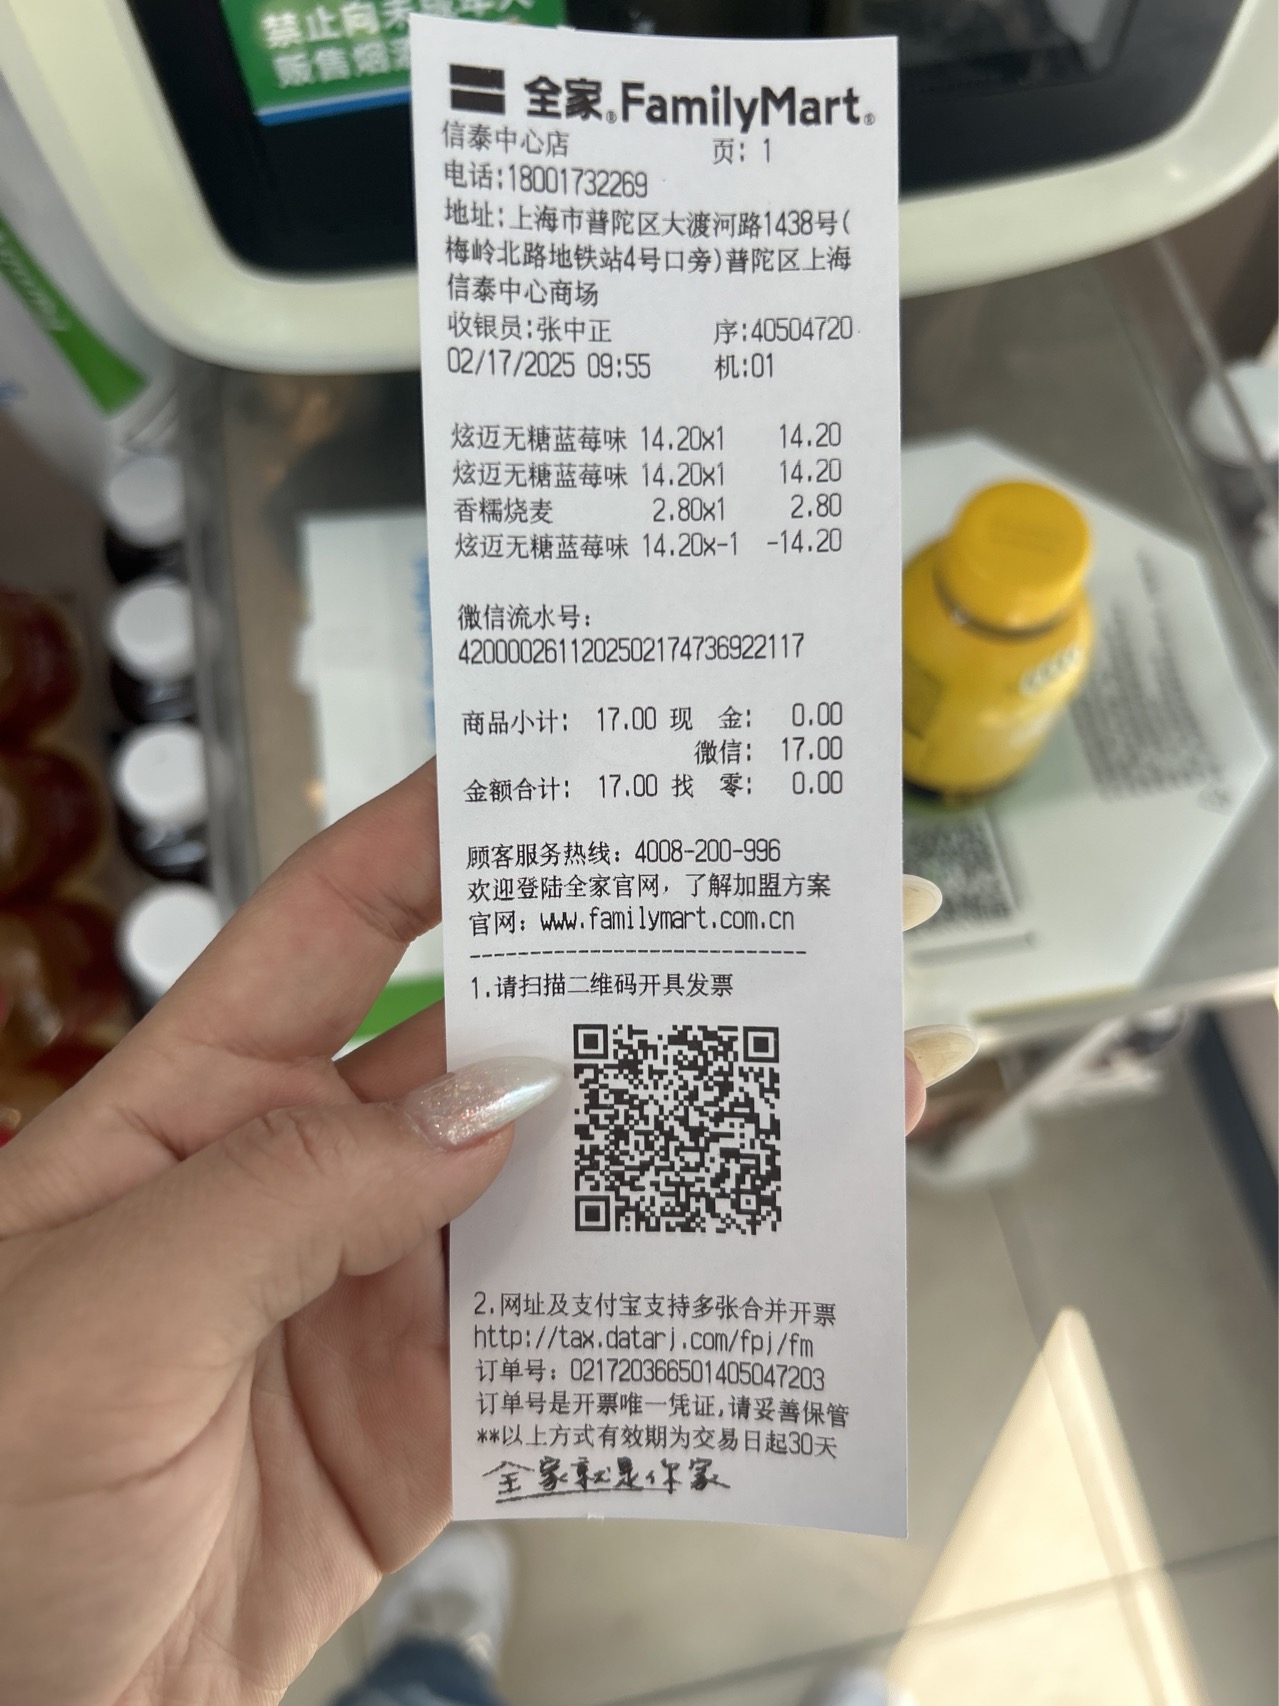 禁止向未成年人
贩售烟酒
全家®FamilyMart®
信泰中心店 页: 1
电话:18001732269
地址:上海市普陀区大渡河路1438号(
梅岭北路地铁站4号口旁)普陀区上海
信泰中心商场
收银员:张中正 序:40504720
02/17/2025 09:55 机:01
炫迈无糖蓝莓味 14.20x1 14.20
炫迈无糖蓝莓味 14.20x1 14.20
香糯烧麦 2.80x1 2.80
炫迈无糖蓝莓味 14.20x-1 -14.20
微信流水号:
4200002611202502174736922117
商品小计: 17.00 现 金: 0.00
微信: 17.00
金额合计: 17.00 找 零: 0.00
顾客服务热线: 4008-200-996
欢迎登陆全家官网, 了解加盟方案
官网: www.familymart.com.cn
----------------------------
1.请扫描二维码开具发票
2.网址及支付宝支持多张合并开票
http://tax.datarj.com/fpj/fm
订单号: 021720366501405047203
订单号是开票唯一凭证,请妥善保管
**以上方式有效期为交易日起30天
全家就是你家